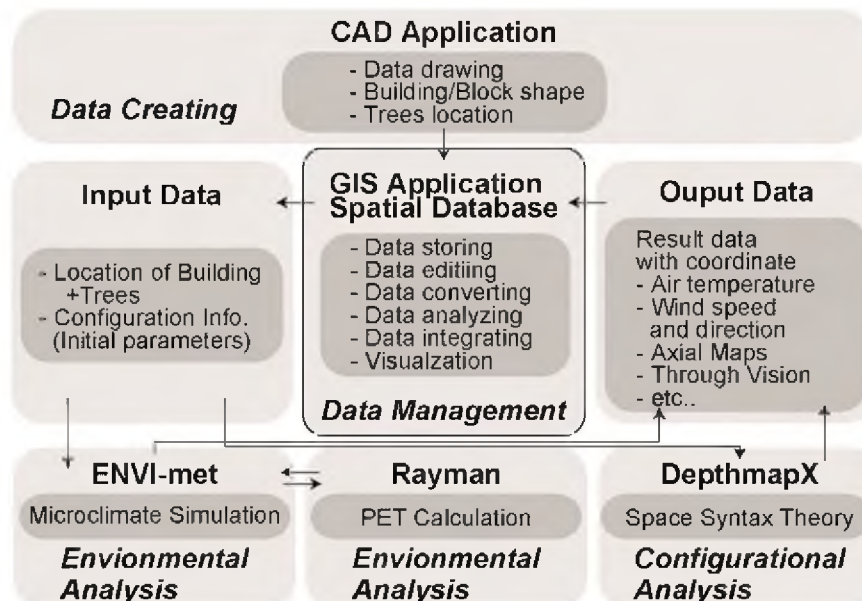 CAD Application
- Data drawing
- Building/Block shape
- Trees location
Data Creating
Input Data
- Location of Building
+Trees
- Configuration Info.
(Initial parameters)
GIS Application
Spatial Database
- Data storing
- Data editiing
- Data converting
- Data analyzing
- Data integrating
- Visualzation
Data Management
Ouput Data
Result data
with coordinate
- Air temperature
- Wind speed
and direction
- Axial Maps
- Through Vision
- etc..
ENVI-met
Microclimate Simulation
Envionmental
Analysis
Rayman
PET Calculation
Envionmental
Analysis
DepthmapX
Space Syntax Theory
Configurational
Analysis